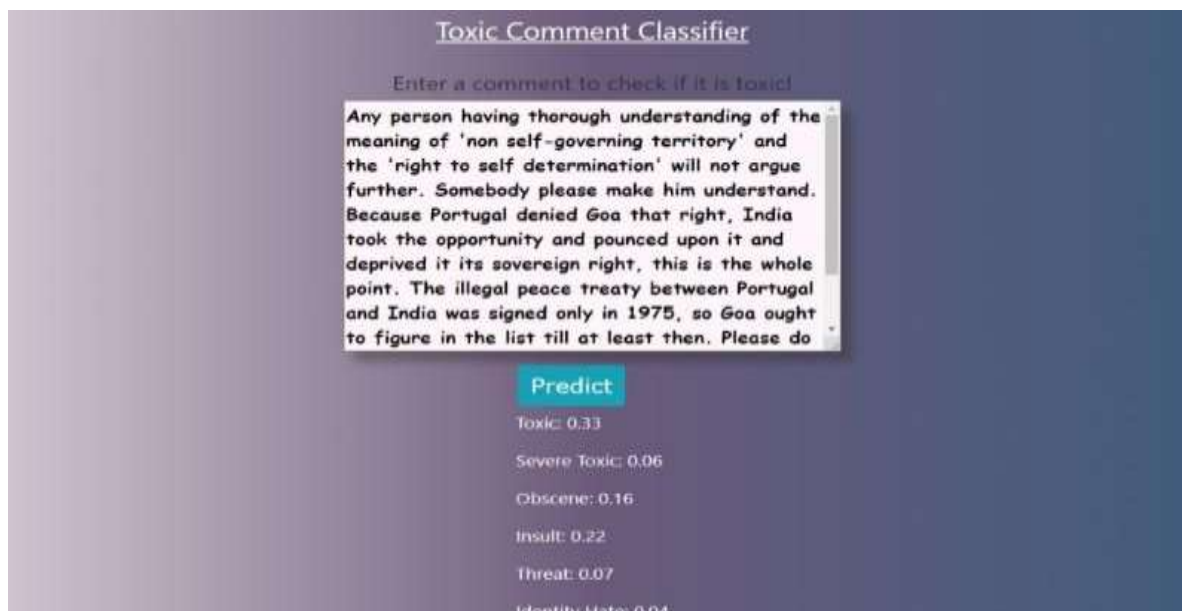 Toxic Comment Classifier
Enter a comment to check if it is toxic!
Any person having thorough understanding of the
meaning of 'non self-governing territory' and
the 'right to self determination' will not argue
further. Somebody please make him understand.
Because Portugal denied Goa that right, India
took the opportunity and pounced upon it and
deprived it its sovereign right, this is the whole
point. The illegal peace treaty between Portugal
and India was signed only in 1975, so Goa ought
to figure in the list till at least then. Please do
Predict
Toxic: 0.33
Severe Toxic: 0.06
Obscene: 0.16
Insult: 0.22
Threat: 0.07
Identity Hate: 0.04